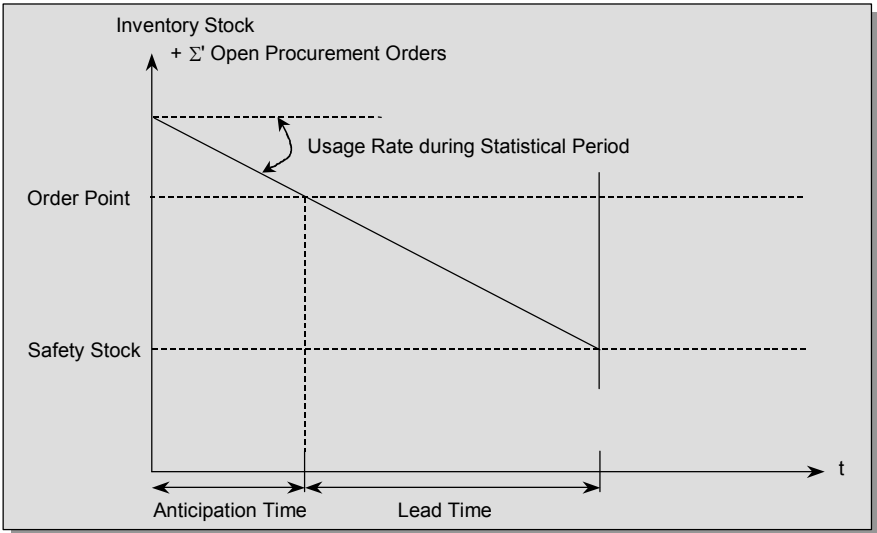 Inventory Stock
+ Σ' Open Procurement Orders
Usage Rate during Statistical Period
Order Point
Safety Stock
t
Anticipation Time
Lead Time